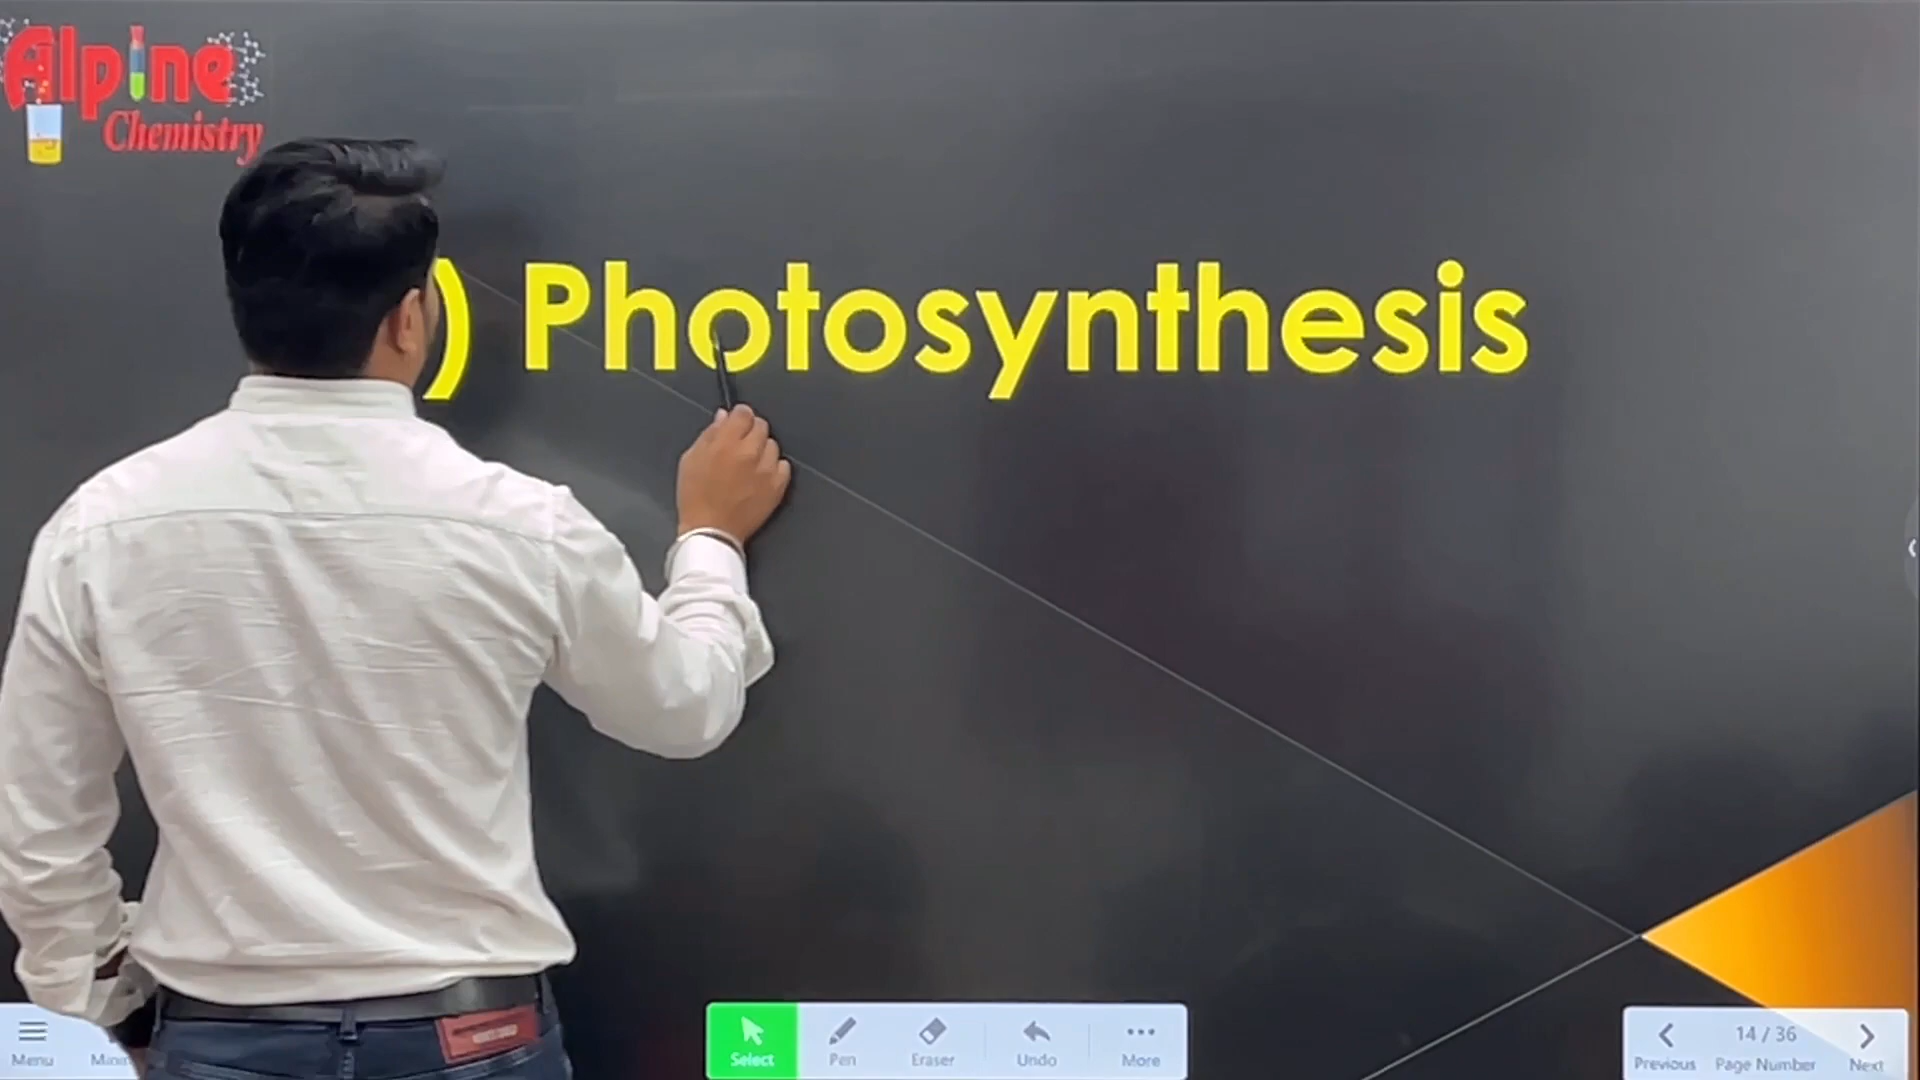 Alpine
Chemistry
) Photosynthesis
Menu
Select
Pen
Eraser
Undo
More
Previous
14 / 36
Page Number
Next